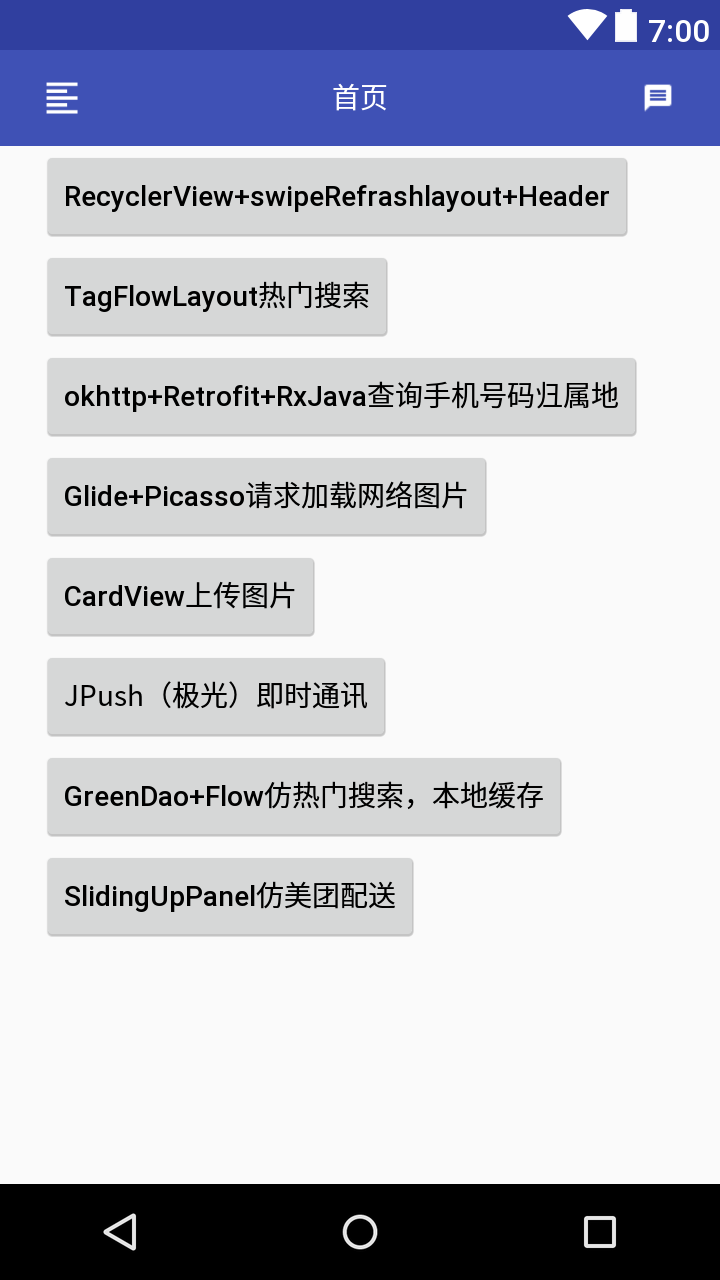 7:00
首页
RecyclerView+swipeRefrashlayout+Header
TagFlowLayout热门搜索
okhttp+Retrofit+RxJava查询手机号码归属地
Glide+Picasso请求加载网络图片
CardView上传图片
JPush（极光）即时通讯
GreenDao+Flow仿热门搜索，本地缓存
SlidingUpPanel仿美团配送